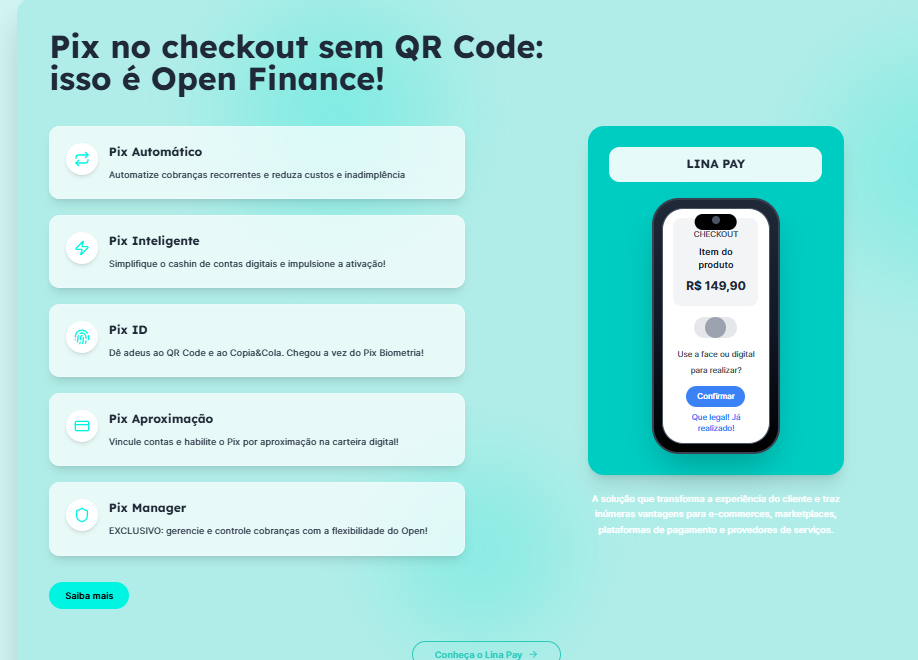 Pix no checkout sem QR Code:
isso é Open Finance!
Pix Automático
Automatize cobranças recorrentes e reduza custos e inadimplência
Pix Inteligente
Simplifique o cashin de contas digitais e impulsione a ativação!
Pix ID
Dê adeus ao QR Code e ao Copia&Cola. Chegou a vez do Pix Biometria!
Pix Aproximação
Vincule contas e habilite o Pix por aproximação na carteira digital!
Pix Manager
EXCLUSIVO: gerencie e controle cobranças com a flexibilidade do Open!
Saiba mais
LINA PAY
CHECKOUT
Item do
produto
R$ 149,90
Use a face ou digital
para realizar?
Confirmar
Que legal! Já
realizado!
A solução que transforma a experiência do cliente e traz
inúmeras vantagens para e-commerces, marketplaces,
plataformas de pagamento e provedores de serviços.
Conheça o Lina Pay